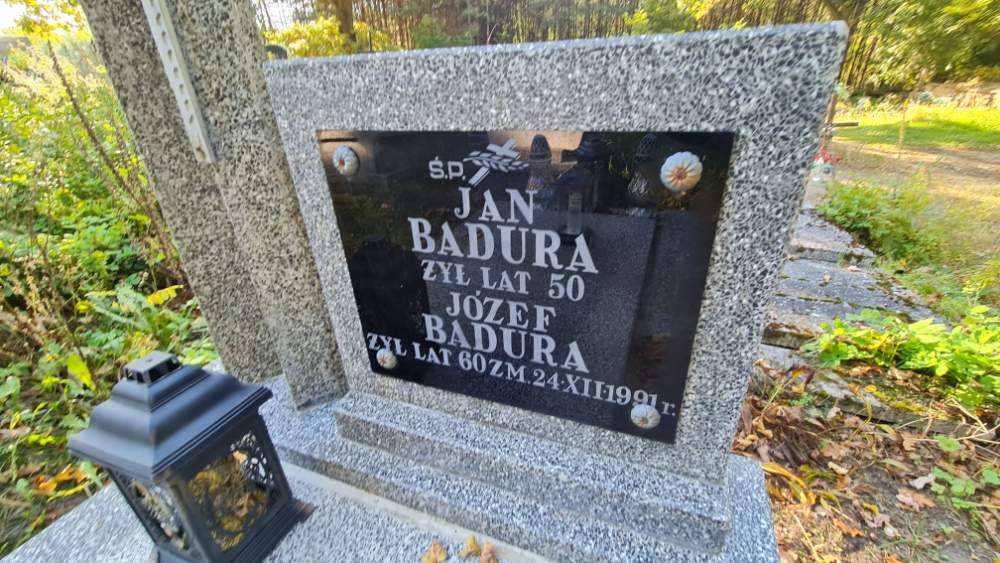 Ś.P.
JAN
BADURA
ŻYŁ LAT 50
JÓZEF
BADURA
ŻYŁ LAT 60 ZM. 24·XII·1991 r.